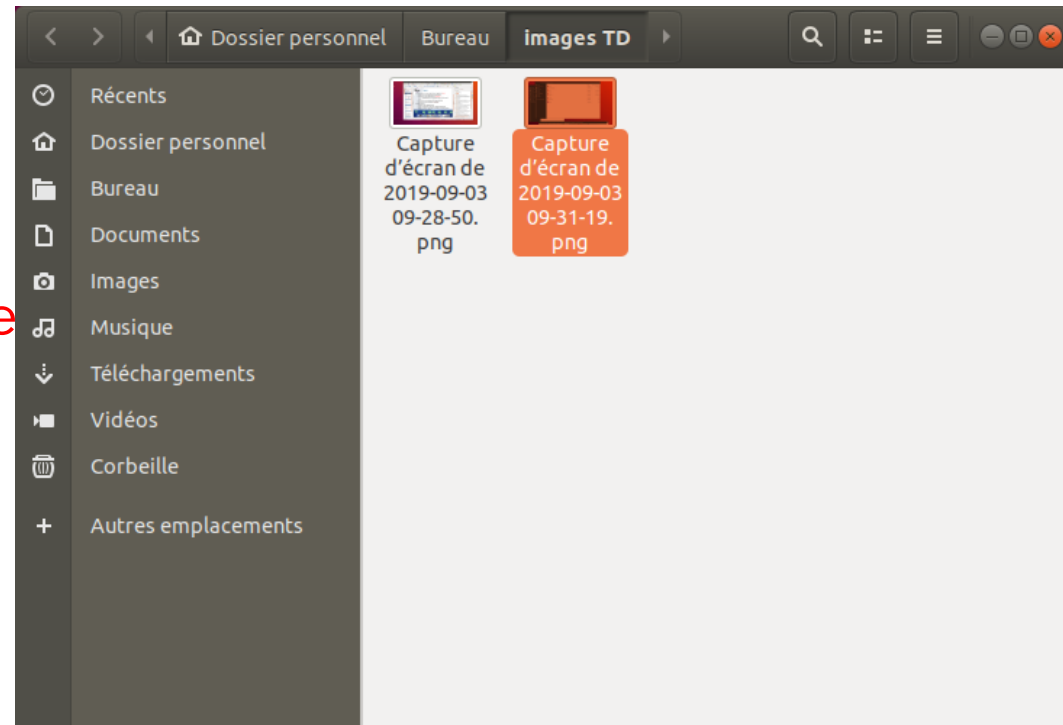 Dossier personnel Bureau images TD
Récents
Dossier personnel
Bureau
Documents
Images
Musique
Téléchargements
Vidéos
Corbeille
Autres emplacements
e
Capture
d'écran de
2019-09-03
09-28-50.
png
Capture
d'écran de
2019-09-03
09-31-19.
png